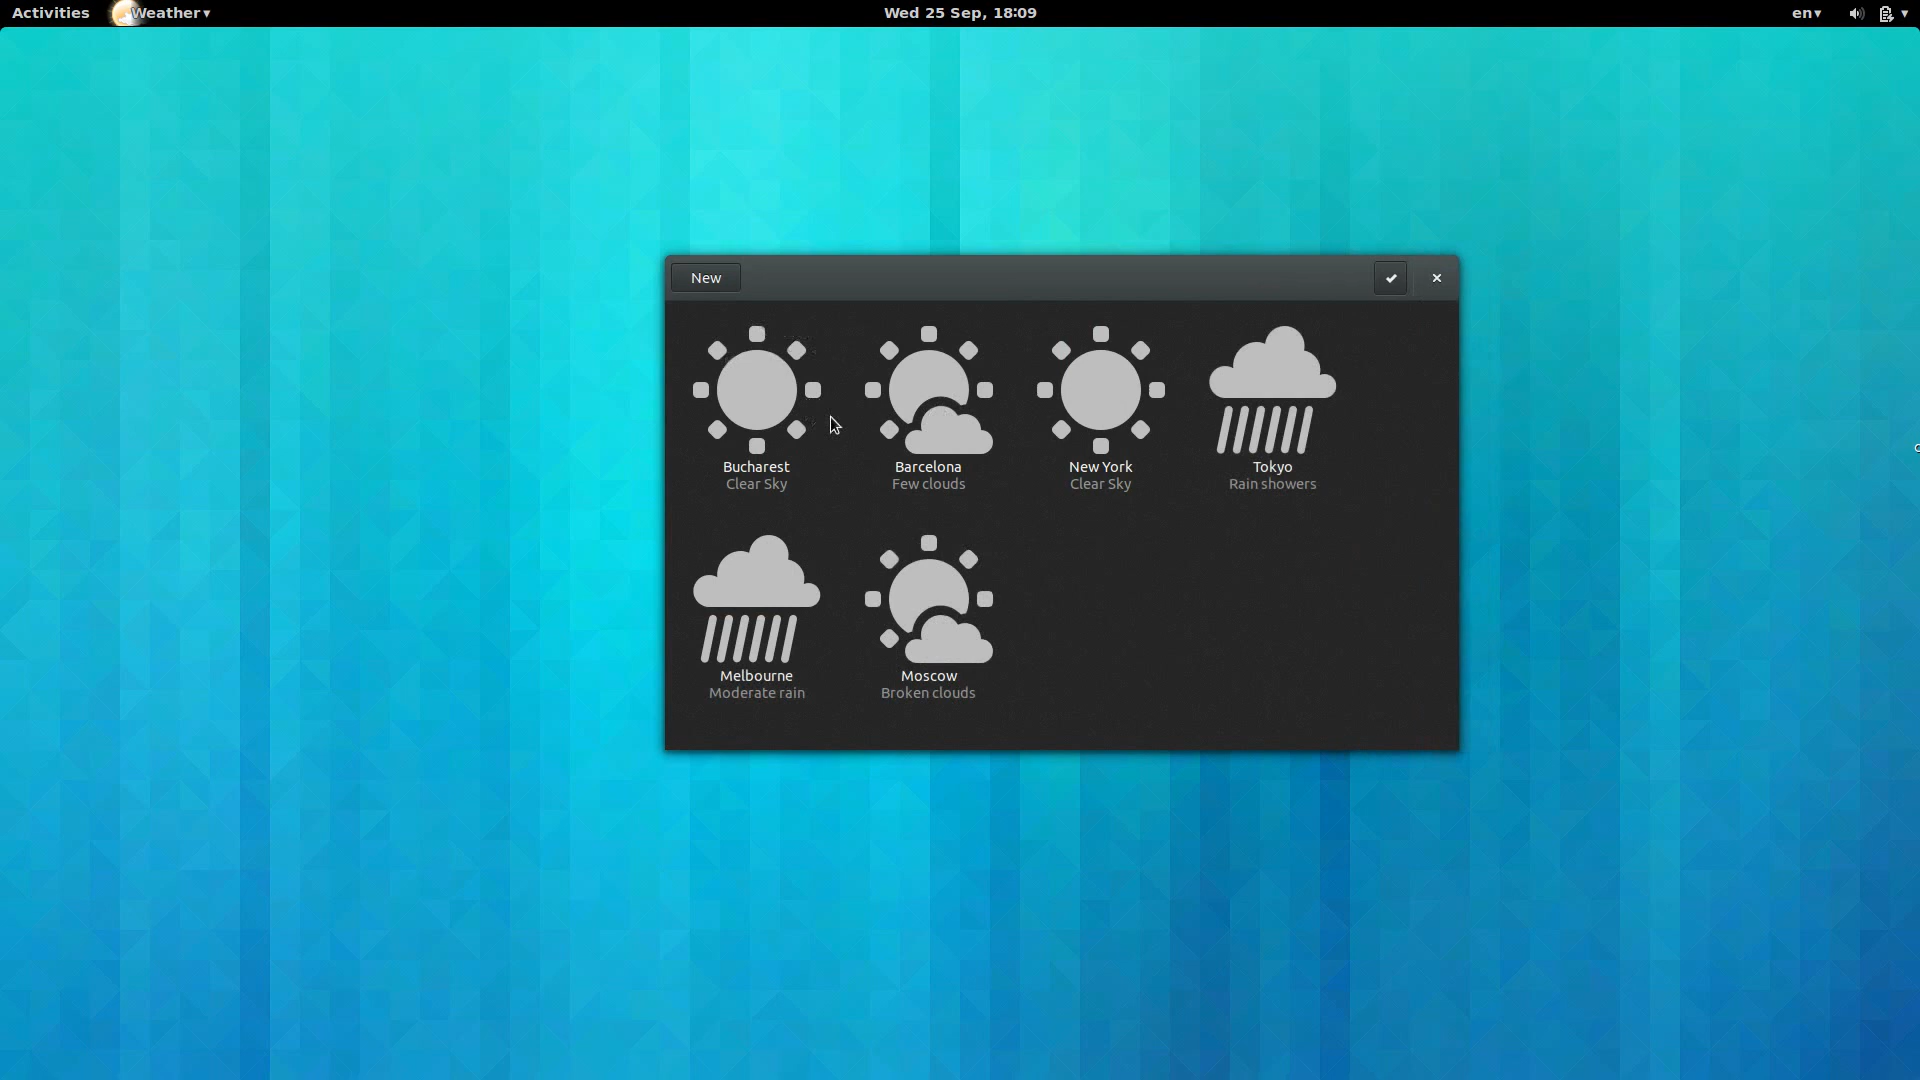 Activities
Weather
Wed 25 Sep, 18:09
en
New
Bucharest
Clear Sky
Barcelona
Few clouds
New York
Clear Sky
Tokyo
Rain showers
Melbourne
Moderate rain
Moscow
Broken clouds